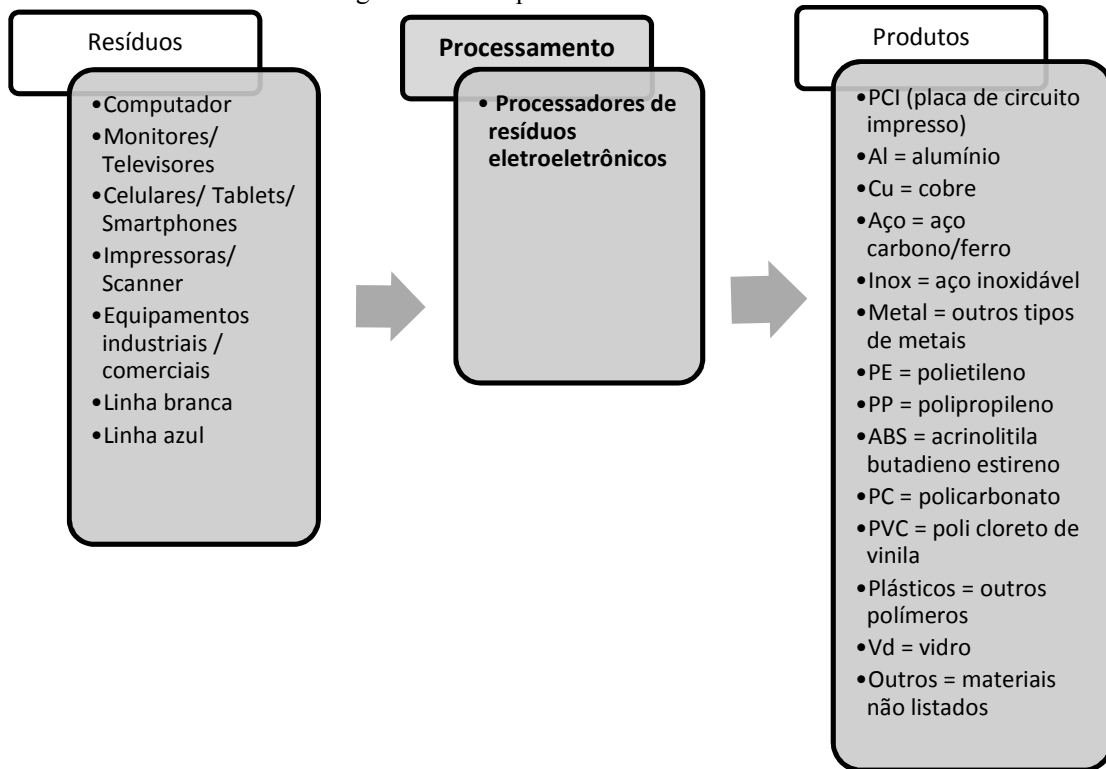 Resíduos
•Computador
•Monitores/
Televisores
•Celulares/ Tablets/
Smartphones
•Impressoras/
Scanner
•Equipamentos
industriais /
comerciais
•Linha branca
•Linha azul
Processamento
• Processadores de
resíduos
eletroeletrônicos
Produtos
•PCI (placa de circuito
impresso)
•Al = alumínio
•Cu = cobre
•Aço = aço
carbono/ferro
•Inox = aço inoxidável
•Metal = outros tipos
de metais
•PE = polietileno
•PP = polipropileno
•ABS = acrinolitila
butadieno estireno
•PC = policarbonato
•PVC = poli cloreto de
vinila
•Plásticos = outros
polímeros
•Vd = vidro
•Outros = materiais
não listados